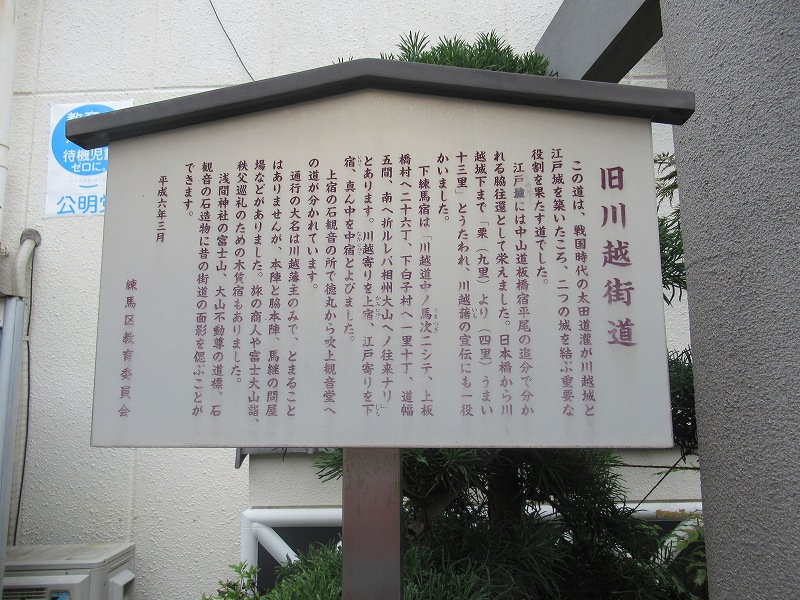 旧川越街道
この道は、戦国時代の太田道灌が川越城と
江戸城を築いたころ、二つの城を結ぶ重要な
役割を果たす道でした。
江戸期には中山道板橋宿平尾の追分で分か
れる脇往還として栄えました。日本橋から川
越城下まで「栗（九里）より（四里）うまい
十三里」とうたわれ、川越藷の宣伝にも一役
かいました。
下練馬宿は「川越道中ノ馬次ニシテ、上板
橋村へ二十六丁、下白子村へ一里十丁、道幅
五間、南へ折ルレバ相州大山ヘノ往来ナリ」
とあります。川越寄りを上宿、江戸寄りを下
宿、真ん中を中宿とよびました。
上宿の石観音の所で徳丸から吹上観音堂へ
の道が分かれています。
通行の大名は川越藩主のみで、とまること
はありませんが、本陣と脇本陣、馬継の問屋
場などがありました。旅の商人や富士大山詣、
秩父巡礼のための木賃宿もありました。
浅間神社の富士山、大山不動尊の道標、石
観音の石造物に昔の街道の面影を偲ぶことが
できます。
平成六年三月
練馬区教育委員会
待機児
ゼロに。
公明党